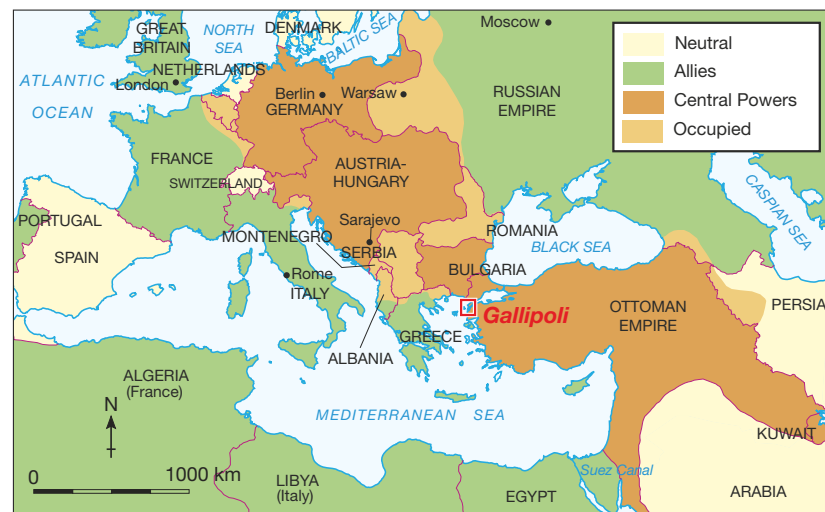 Moscow
GREAT
BRITAIN
NORTH
SEA
DENMARK
BALTIC SEA
Neutral
Allies
Central Powers
Occupied
ATLANTIC
OCEAN
NETHERLANDS
London
Berlin
GERMANY
Warsaw
RUSSIAN
EMPIRE
FRANCE
SWITZERLAND
AUSTRIA-
HUNGARY
CASPIAN SEA
PORTUGAL
SPAIN
MONTENEGRO
Sarajevo
SERBIA
ROMANIA
BLACK SEA
BULGARIA
Rome
ITALY
Gallipoli
OTTOMAN
EMPIRE
PERSIA
ALBANIA
GREECE
ALGERIA
(France)
N
MEDITERRANEAN SEA
KUWAIT
0
1000 km
LIBYA
(Italy)
Suez Canal
EGYPT
ARABIA